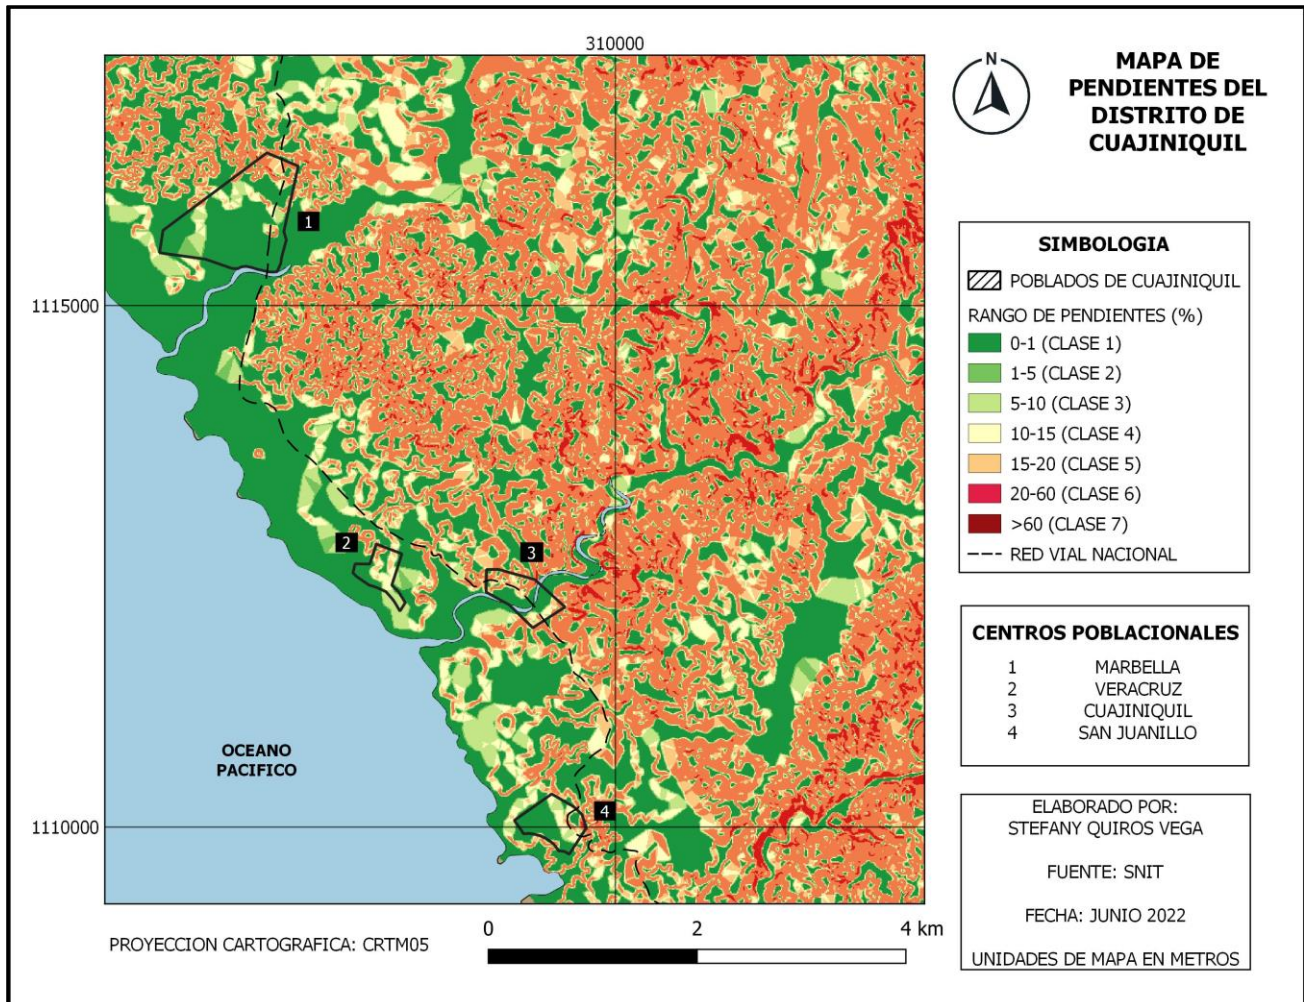 310000
1115000
1110000
1
2
3
4
OCEANO
PACIFICO
PROYECCION CARTOGRAFICA: CRTM05
0 2 4 km
N
MAPA DE
PENDIENTES DEL
DISTRITO DE
CUAJINIQUIL
SIMBOLOGIA
POBLADOS DE CUAJINIQUIL
RANGO DE PENDIENTES (%)
0-1 (CLASE 1)
1-5 (CLASE 2)
5-10 (CLASE 3)
10-15 (CLASE 4)
15-20 (CLASE 5)
20-60 (CLASE 6)
>60 (CLASE 7)
RED VIAL NACIONAL
CENTROS POBLACIONALES
1 MARBELLA
2 VERACRUZ
3 CUAJINIQUIL
4 SAN JUANILLO
ELABORADO POR:
STEFANY QUIROS VEGA
FUENTE: SNIT
FECHA: JUNIO 2022
UNIDADES DE MAPA EN METROS